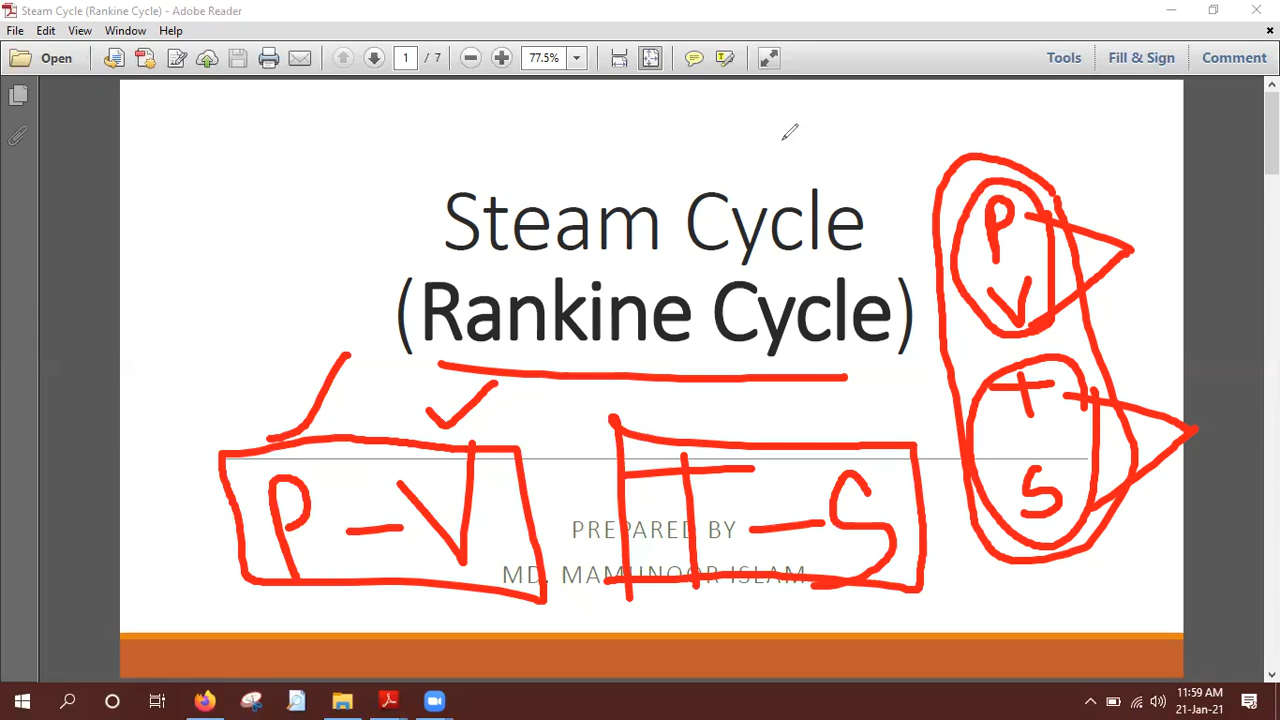 Steam Cycle (Rankine Cycle) - Adobe Reader
File Edit View Window Help
Open 1 / 7 77.5% Tools Fill & Sign Comment
Steam Cycle
(Rankine Cycle)
P
V
T
S
P - V T - S
PREPARED BY
MD. MAMUNOOR ISLAM
11:59 AM
21-Jan-21